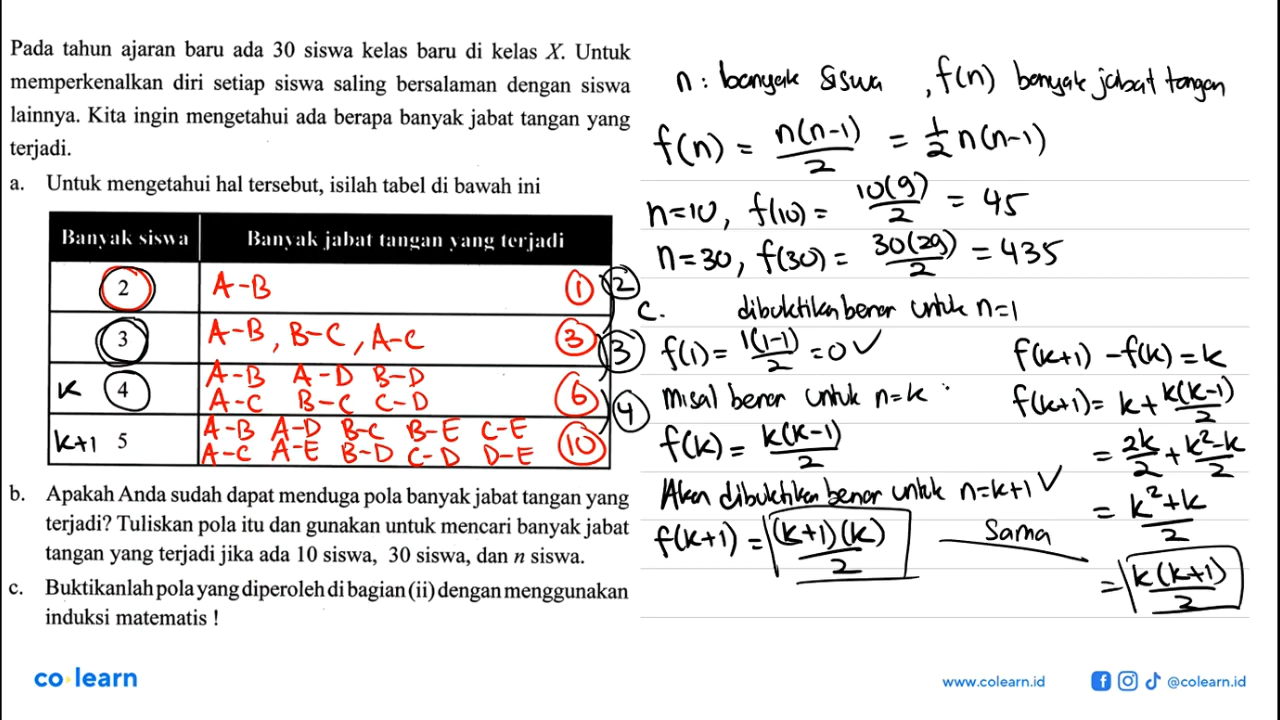 Pada tahun ajaran baru ada 30 siswa kelas baru di kelas X. Untuk
memperkenalkan diri setiap siswa saling bersalaman dengan siswa
lainnya. Kita ingin mengetahui ada berapa banyak jabat tangan yang
terjadi.
a. Untuk mengetahui hal tersebut, isilah tabel di bawah ini
Banyak siswa Banyak jabat tangan yang terjadi
2 A-B 1 2
3 A-B, B-C, A-C 3 3
k 4 A-B A-D B-D
A-C B-C C-D 6 4
k+1 5 A-B A-D B-C B-E C-E
A-C A-E B-D C-D D-E 10
b. Apakah Anda sudah dapat menduga pola banyak jabat tangan yang
terjadi? Tuliskan pola itu dan gunakan untuk mencari banyak jabat
tangan yang terjadi jika ada 10 siswa, 30 siswa, dan n siswa.
c. Buktikanlah pola yang diperoleh di bagian (ii) dengan menggunakan
induksi matematis !
n : banyak siswa , f(n) banyak jabat tangan
f(n) = n(n-1)/2 = 1/2 n(n-1)
n=10, f(10) = 10(9)/2 = 45
n=30, f(30) = 30(29)/2 = 435
c. dibuktikan benar untuk n=1
f(1) = 1(1-1)/2 = 0 ✓
Misal benar untuk n=k
f(k) = k(k-1)/2
Akan dibuktikan benar untuk n=k+1 ✓
f(k+1) = (k+1)(k)/2 Sama
f(k+1) - f(k) = k
f(k+1) = k + k(k-1)/2
= 2k/2 + k²-k/2
= k²+k/2
= k(k+1)/2
co·learn
www.colearn.id @colearn.id